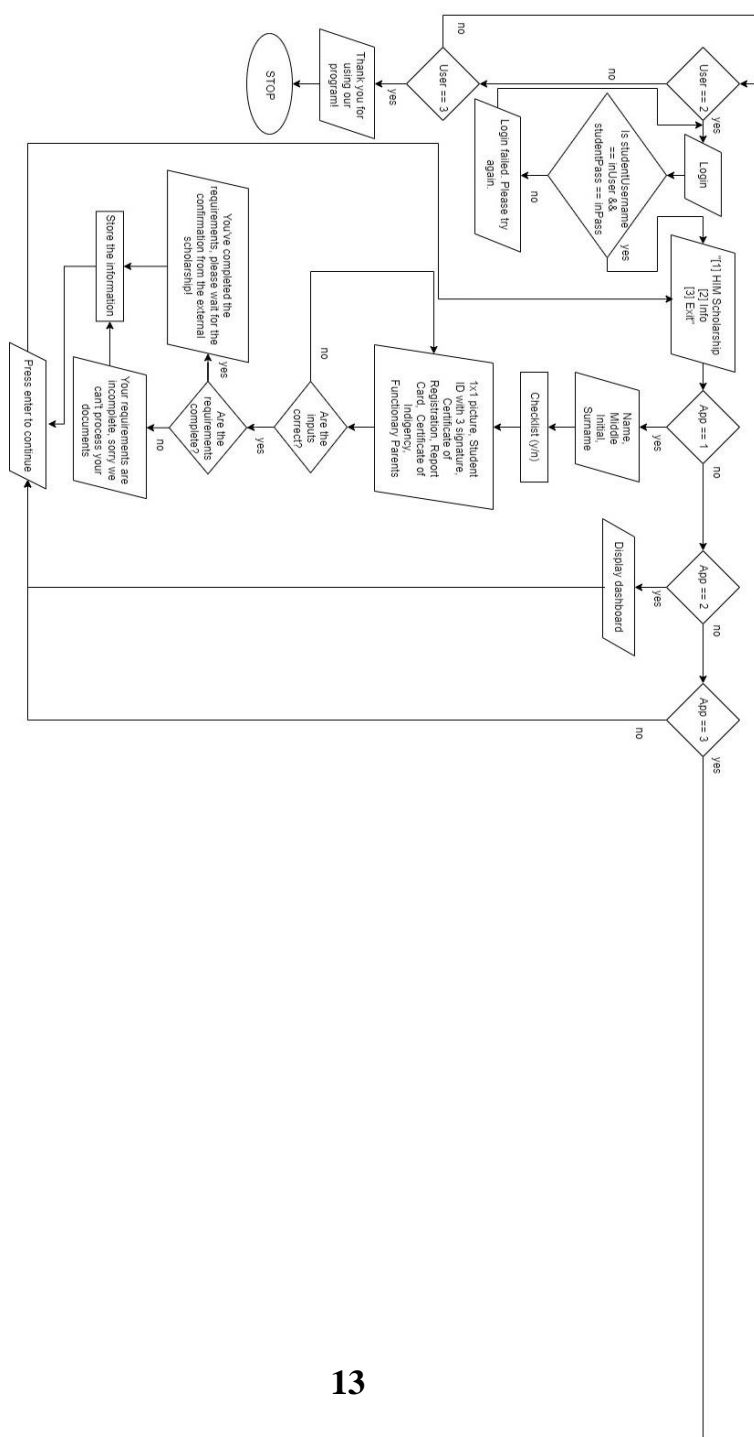 User == 2
yes
no
Login
Is studentUsername
== inUser &&
studentPass == inPass
yes
no
Login failed. Please try
again.
no
User == 3
yes
Thank you for
using our
program!
STOP
"[1] HIM Scholarship
[2] Info
[3] Exit"
App == 1
no
yes
Name,
Middle
Initial,
Surname
Checklist (y/n)
1x1 picture, Student
ID with 3 signature,
Certificate of
Registration, Report
Card, Certificate of
Indigency,
Functionary Parents
Are the
inputs
correct?
no
yes
Are the
requirements
complete?
yes
no
You've completed the
requirements, please wait for the
confirmation from the external
scholarship!
Your requirements are
incomplete, sorry we
can't process your
documents
Store the information
Press enter to continue
App == 2
no
yes
Display dashboard
App == 3
yes
no
13